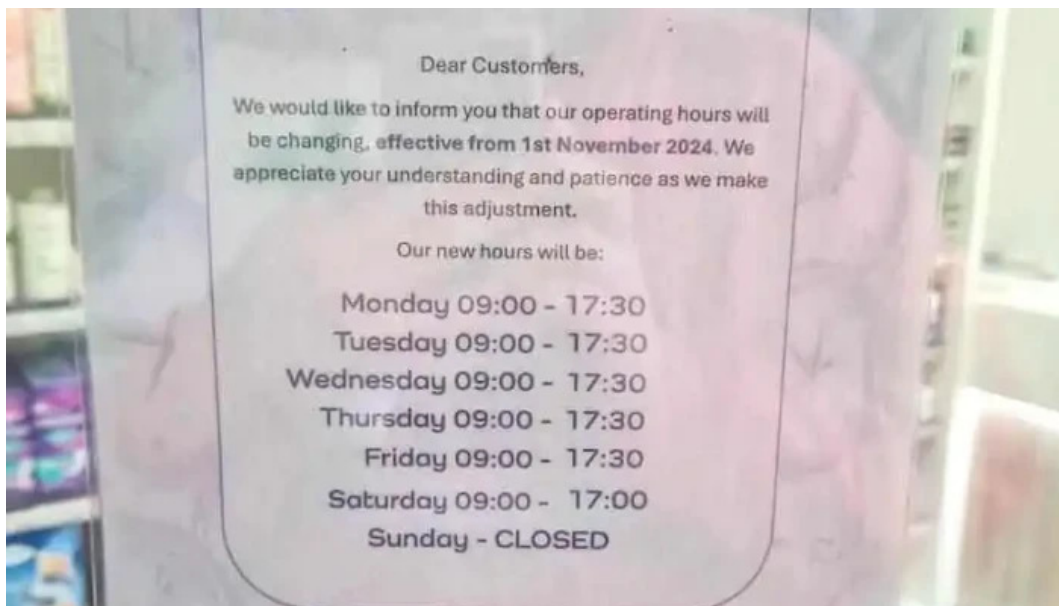 Dear Customers,
We would like to inform you that our operating hours will
be changing, effective from 1st November 2024. We
appreciate your understanding and patience as we make
this adjustment.
Our new hours will be:
Monday 09:00 - 17:30
Tuesday 09:00 - 17:30
Wednesday 09:00 - 17:30
Thursday 09:00 - 17:30
Friday 09:00 - 17:30
Saturday 09:00 - 17:00
Sunday - CLOSED